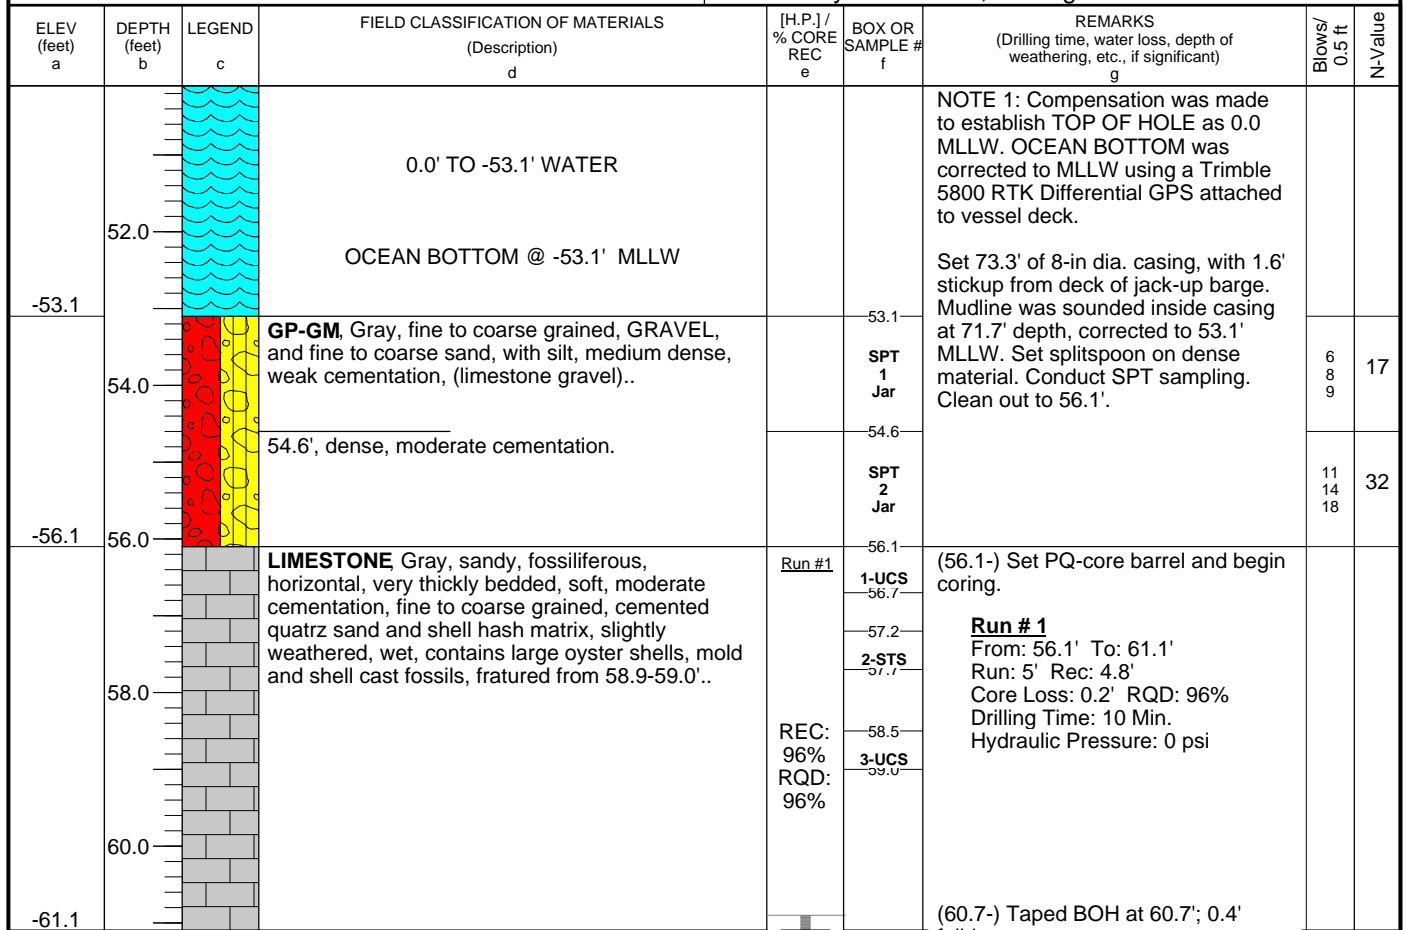 ELEV
(feet)
a
DEPTH
(feet)
b
LEGEND
c
FIELD CLASSIFICATION OF MATERIALS
(Description)
d
[H.P.] /
% CORE
REC
e
BOX OR
SAMPLE #
f
REMARKS
(Drilling time, water loss, depth of
weathering, etc., if significant)
g
Blows/
0.5 ft
N-Value
0.0' TO -53.1' WATER
52.0
OCEAN BOTTOM @ -53.1' MLLW
NOTE 1: Compensation was made
to establish TOP OF HOLE as 0.0
MLLW. OCEAN BOTTOM was
corrected to MLLW using a Trimble
5800 RTK Differential GPS attached
to vessel deck.
Set 73.3' of 8-in dia. casing, with 1.6'
stickup from deck of jack-up barge.
Mudline was sounded inside casing
at 71.7' depth, corrected to 53.1'
MLLW. Set splitspoon on dense
material. Conduct SPT sampling.
Clean out to 56.1'.
-53.1
53.1
GP-GM, Gray, fine to coarse grained, GRAVEL,
and fine to coarse sand, with silt, medium dense,
weak cementation, (limestone gravel)..
54.0
SPT
1
Jar
6
8
9
17
54.6
54.6', dense, moderate cementation.
SPT
2
Jar
11
14
18
32
-56.1
56.0
56.1
LIMESTONE, Gray, sandy, fossiliferous,
horizontal, very thickly bedded, soft, moderate
cementation, fine to coarse grained, cemented
quatrz sand and shell hash matrix, slightly
weathered, wet, contains large oyster shells, mold
and shell cast fossils, fratured from 58.9-59.0'..
Run #1
1-UCS
56.7
57.2
2-STS
57.7
58.0
58.5
3-UCS
59.0
REC:
96%
RQD:
96%
(56.1-) Set PQ-core barrel and begin
coring.
Run # 1
From: 56.1' To: 61.1'
Run: 5' Rec: 4.8'
Core Loss: 0.2' RQD: 96%
Drilling Time: 10 Min.
Hydraulic Pressure: 0 psi
60.0
-61.1
(60.7-) Taped BOH at 60.7'; 0.4'